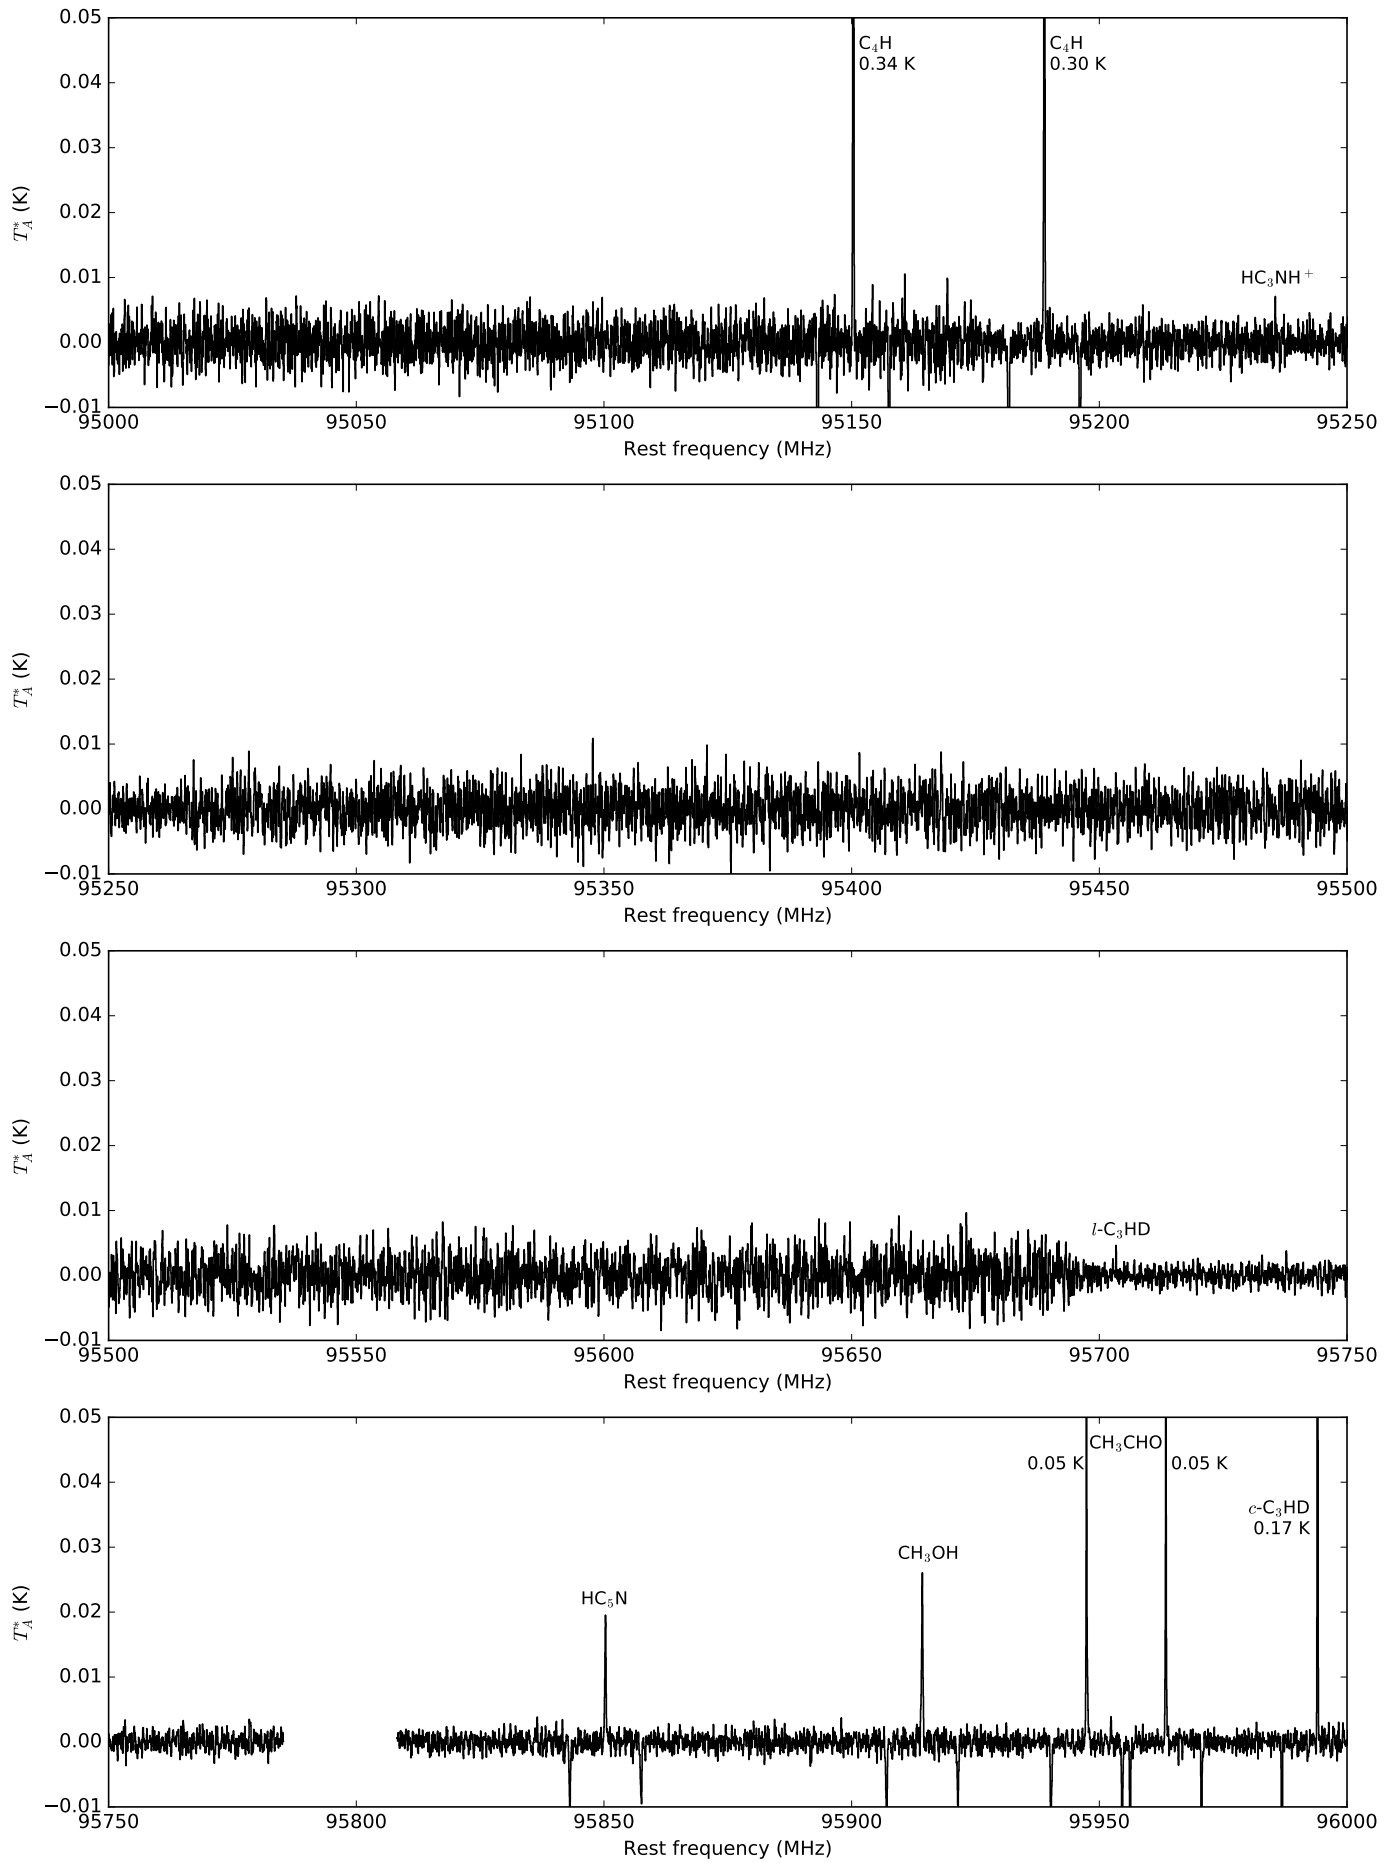 0.05
0.04
0.03
0.02
0.01
0.00
−0.01
T*A (K)
C4H
0.34 K
C4H
0.30 K
HC3NH+
95000 95050 95100 95150 95200 95250
Rest frequency (MHz)
0.05
0.04
0.03
0.02
0.01
0.00
−0.01
T*A (K)
95250 95300 95350 95400 95450 95500
Rest frequency (MHz)
0.05
0.04
0.03
0.02
0.01
0.00
−0.01
T*A (K)
l-C3HD
95500 95550 95600 95650 95700 95750
Rest frequency (MHz)
0.05
0.04
0.03
0.02
0.01
0.00
−0.01
T*A (K)
HC5N
CH3OH
CH3CHO
0.05 K 0.05 K
c-C3HD
0.17 K
95750 95800 95850 95900 95950 96000
Rest frequency (MHz)